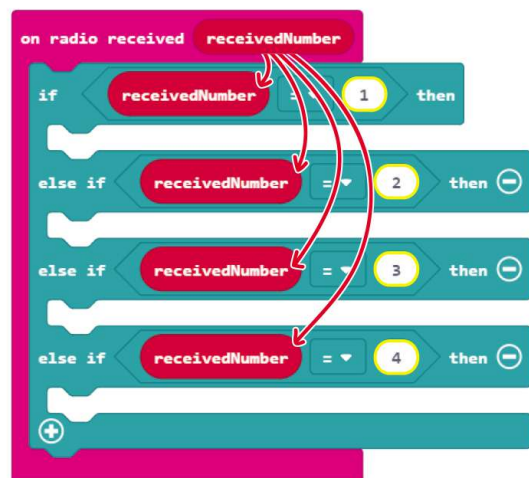 on radio received receivedNumber
if receivedNumber = 1 then
else if receivedNumber = 2 then
else if receivedNumber = 3 then
else if receivedNumber = 4 then